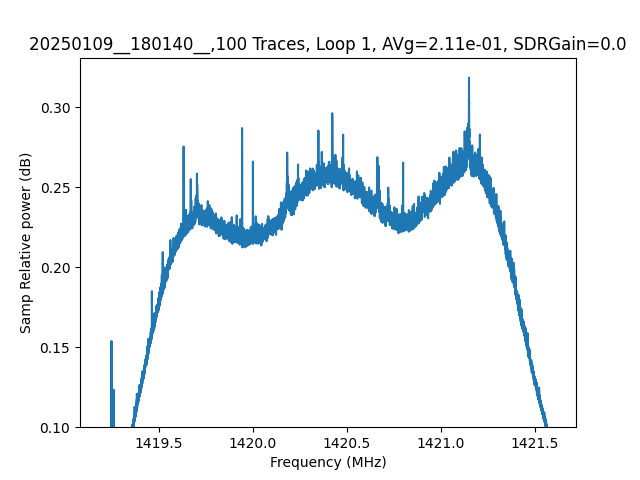 20250109__180140__,100 Traces, Loop 1, AVg=2.11e-01, SDRGain=0.0
Samp Relative power (dB)
0.30
0.25
0.20
0.15
0.10
1419.5 1420.0 1420.5 1421.0 1421.5
Frequency (MHz)